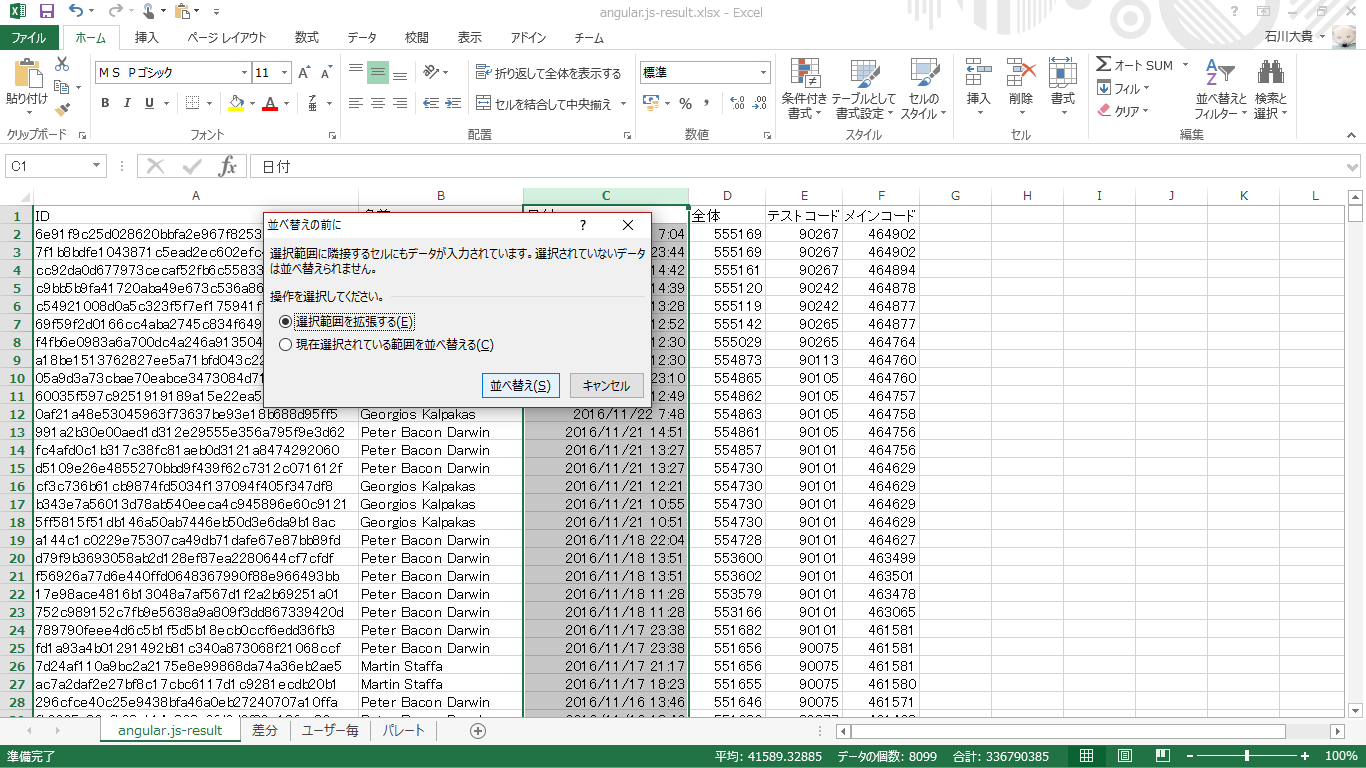 angular.js-result.xlsx - Excel
ファイル ホーム 挿入 ページ レイアウト 数式 データ 校閲 表示 アドイン チーム 石川大貴
貼り付け
ＭＳ Ｐゴシック 11
B I U
折り返して全体を表示する
セルを結合して中央揃え
標準
条件付き書式 テーブルとして書式設定 セルのスタイル
挿入 削除 書式
オート SUM
フィル
クリア
並べ替えとフィルター 検索と選択
クリップボード フォント 配置 数値 スタイル セル 編集
C1 fx 日付
A B C D E F G H I J K L
1 ID 全体 テストコード メインコード
2 6e91f9c25d028620bbfa2e967f8253 7:04 555169 90267 464902
3 7f1b8bdfe1043871c5ead2ec602efc 23:44 555169 90267 464902
4 cc92da0d677973cecaf52fb6c55833 14:42 555161 90267 464894
5 c9bb5b9fa41720aba49e673c536a86 14:39 555120 90242 464878
6 c54921008d0a5c323f5f7ef175941f 13:28 555119 90242 464877
7 69f59f2d0166cc4aba2745c834f649 12:52 555142 90265 464877
8 f4fb6e0983a6a700dc4a246a913504 12:30 555029 90265 464764
9 a18be1513762827ee5a71bfd043c22 12:30 554873 90113 464760
10 05a9d3a73cbae70eabce3473084d71 23:10 554865 90105 464760
11 60035f597c9251919189a15e22ea5 12:49 554862 90105 464757
12 0af21a48e53045963f73637be93e18b688d95ff5 Georgios Kalpakas 2016/11/22 7:48 554863 90105 464758
13 991a2b30e00aed1d312e29555e356a795f9e3d62 Peter Bacon Darwin 2016/11/21 14:51 554861 90105 464756
14 fc4afd0c1b317c38fc81aeb0d3121a8474292060 Peter Bacon Darwin 2016/11/21 13:27 554857 90101 464756
15 d5109e26e4855270bbd9f439f62c7312c071612f Peter Bacon Darwin 2016/11/21 13:27 554730 90101 464629
16 cf3c736b61cb9874fd5034f137094f405f347df8 Georgios Kalpakas 2016/11/21 12:21 554730 90101 464629
17 b343e7a56013d78ab540eeca4c945896e60c9121 Georgios Kalpakas 2016/11/21 10:55 554730 90101 464629
18 5ff5815f51db146a50ab7446eb50d3e6da9b18ac Georgios Kalpakas 2016/11/21 10:51 554730 90101 464629
19 a144c1c0229e75307ca49db71dafe67e87bb89fd Peter Bacon Darwin 2016/11/18 22:04 554728 90101 464627
20 d79f9b3693058ab2d128ef87ea2280644cf7cfdf Peter Bacon Darwin 2016/11/18 13:51 553600 90101 463499
21 f56926a77d6e440ffd0648367990f88e966493bb Peter Bacon Darwin 2016/11/18 13:51 553602 90101 463501
22 17e98ace4816b13048a7af567d1f2a2b69251a01 Peter Bacon Darwin 2016/11/18 11:28 553579 90101 463478
23 752c989152c7fb9e5638a9a809f3dd867339420d Peter Bacon Darwin 2016/11/18 11:28 553166 90101 463065
24 789790feee4d6c5b1f5d5b18ecb0ccf6edd36fb3 Peter Bacon Darwin 2016/11/17 23:38 551682 90101 461581
25 fd1a93a4b01291492b81c340a873068f21068ccf Peter Bacon Darwin 2016/11/17 23:38 551656 90075 461581
26 7d24af110a9bc2a2175e8e99868da74a36eb2ae5 Martin Staffa 2016/11/17 21:17 551656 90075 461581
27 ac7a2daf2e27bf8c17cbc6117d1c9281ecdb20b1 Martin Staffa 2016/11/17 18:23 551655 90075 461580
28 296cfce40c25e9438bfa46a0eb27240707a10ffa Peter Bacon Darwin 2016/11/16 13:46 551646 90075 461571
並べ替えの前に ?
選択範囲に隣接するセルにもデータが入力されています。選択されていないデータ
は並べ替えられません。
操作を選択してください。
選択範囲を拡張する(E)
現在選択されている範囲を並べ替える(C)
並べ替え(S) キャンセル
angular.js-result 差分 ユーザー毎 パレート
準備完了 平均: 41589.32885 データの個数: 8099 合計: 336790385 100%